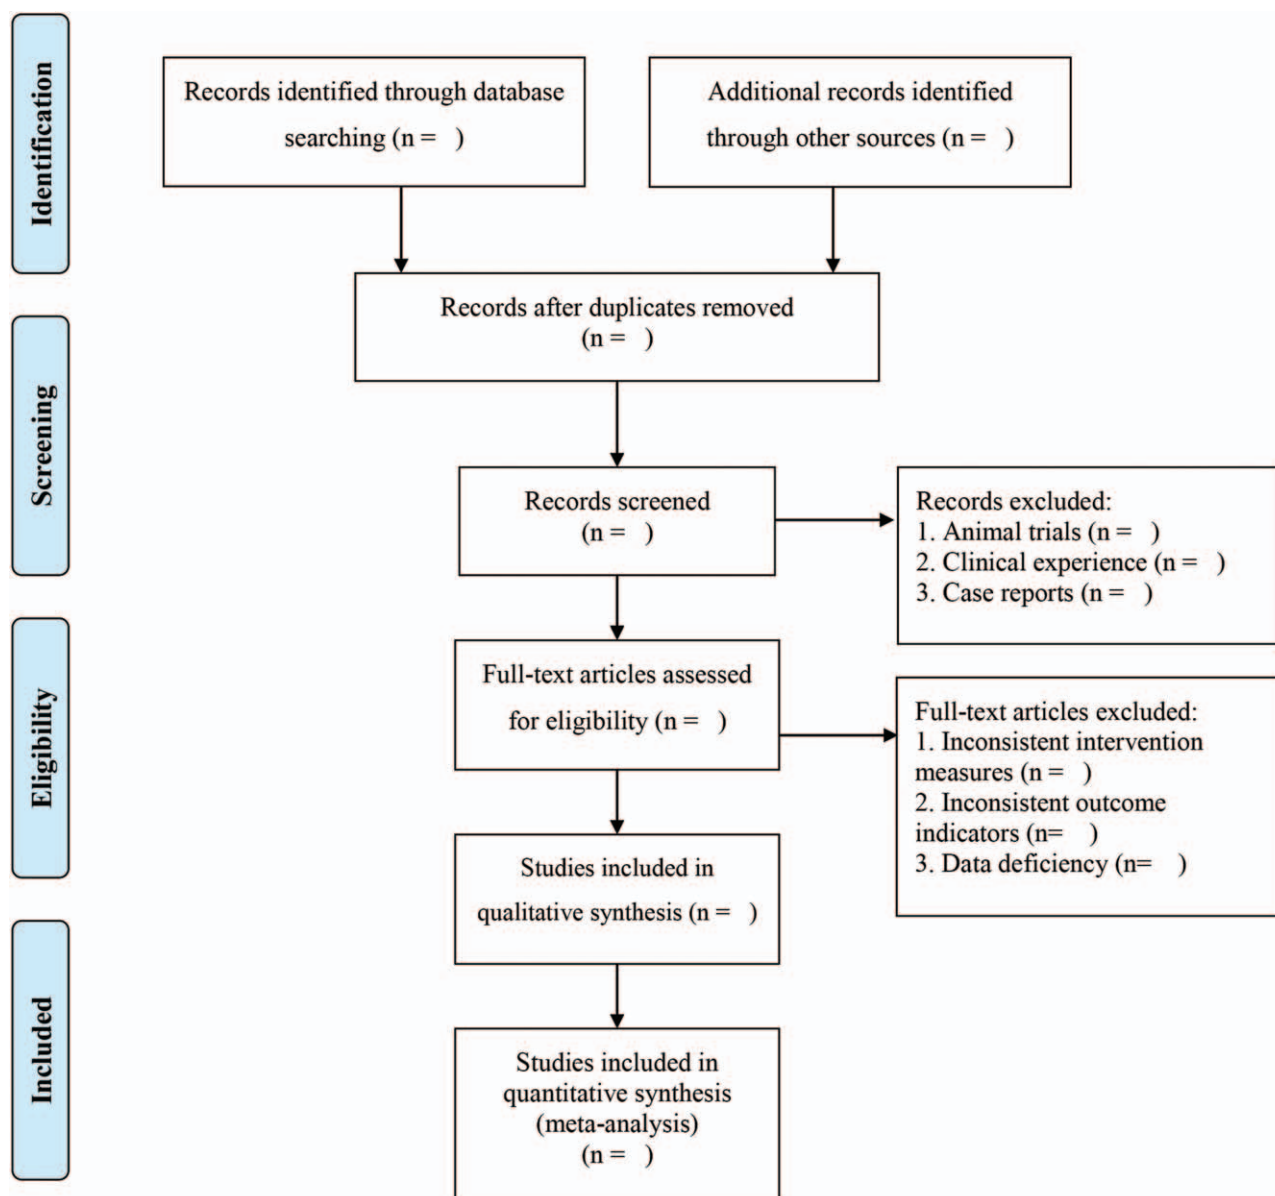 Identification
Records identified through database
searching (n =   )
Additional records identified
through other sources (n =   )
Records after duplicates removed
(n =   )
Screening
Records screened
(n =   )
Records excluded:
1. Animal trials (n =   )
2. Clinical experience (n =   )
3. Case reports (n =   )
Eligibility
Full-text articles assessed
for eligibility (n =   )
Full-text articles excluded:
1. Inconsistent intervention
measures (n =   )
2. Inconsistent outcome
indicators (n=    )
3. Data deficiency (n=    )
Studies included in
qualitative synthesis (n =   )
Included
Studies included in
quantitative synthesis
(meta-analysis)
(n =   )